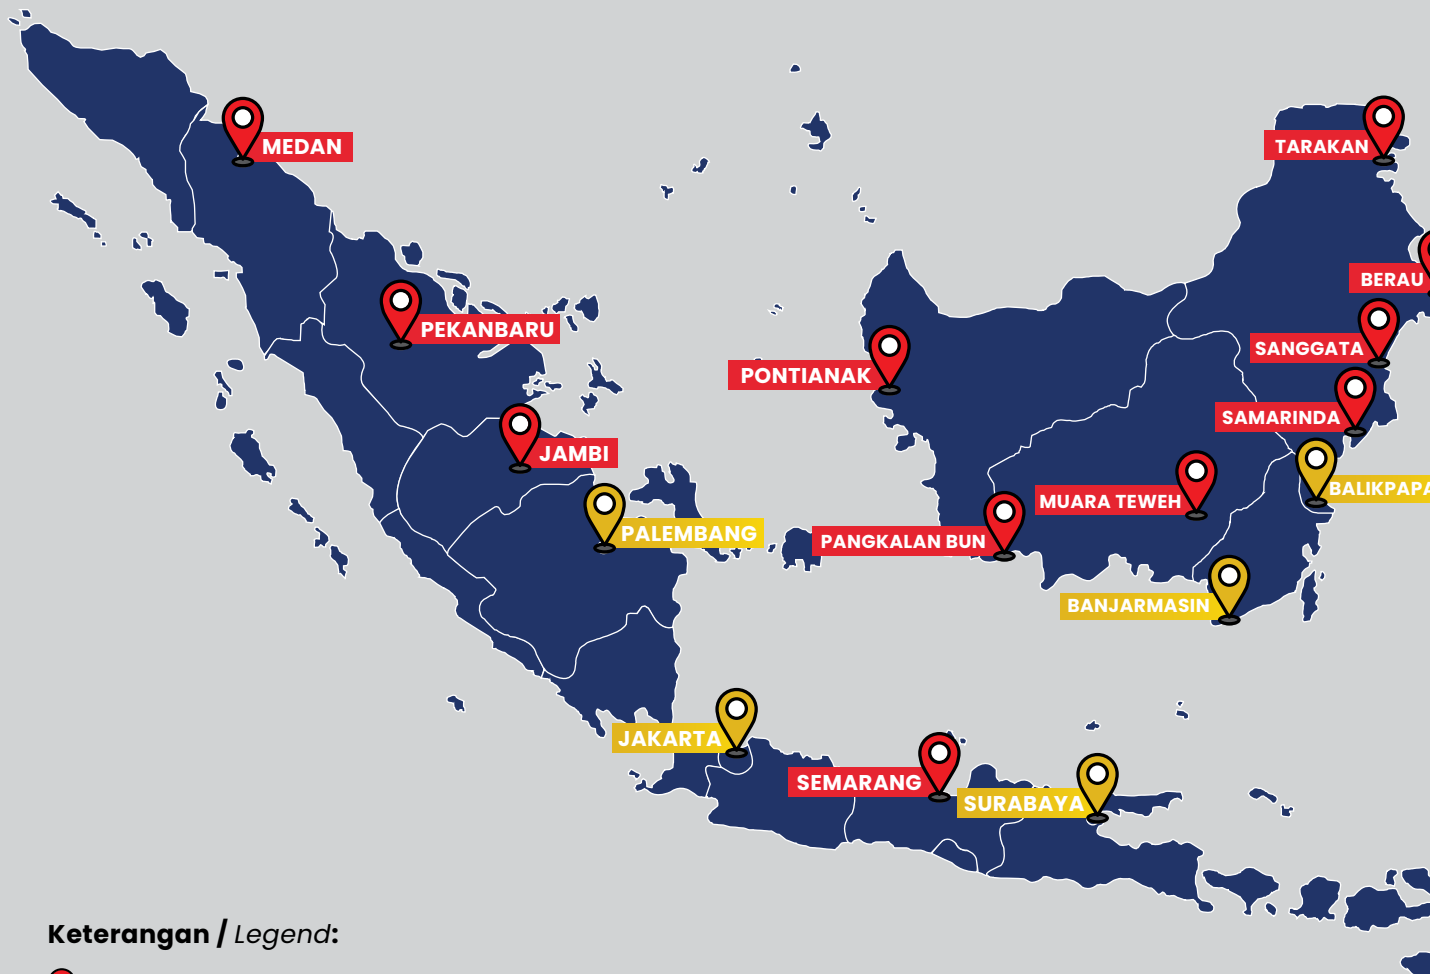 MEDAN
TARAKAN
BERAU
PEKANBARU
SANGGATA
PONTIANAK
SAMARINDA
JAMBI
BALIKPAPA
MUARA TEWEH
PALEMBANG
PANGKALAN BUN
BANJARMASIN
JAKARTA
SEMARANG
SURABAYA
Keterangan / Legend: